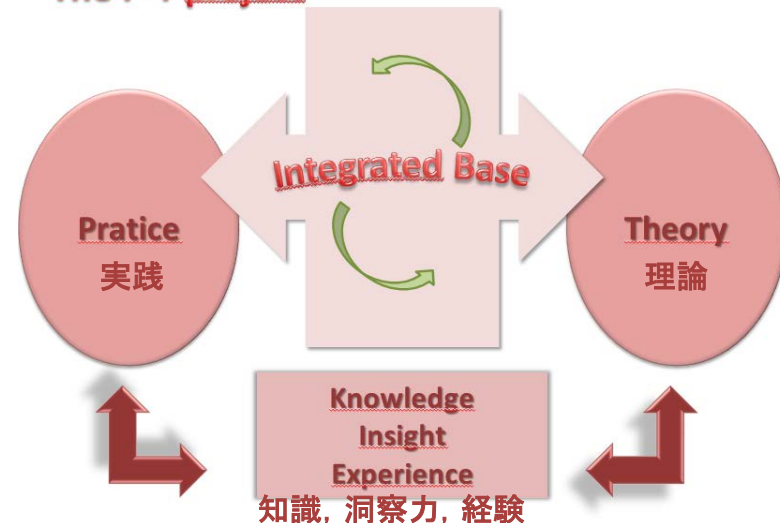 Integrated Base
Pratice
実践
Theory
理論
Knowledge
Insight
Experience
知識, 洞察力, 経験